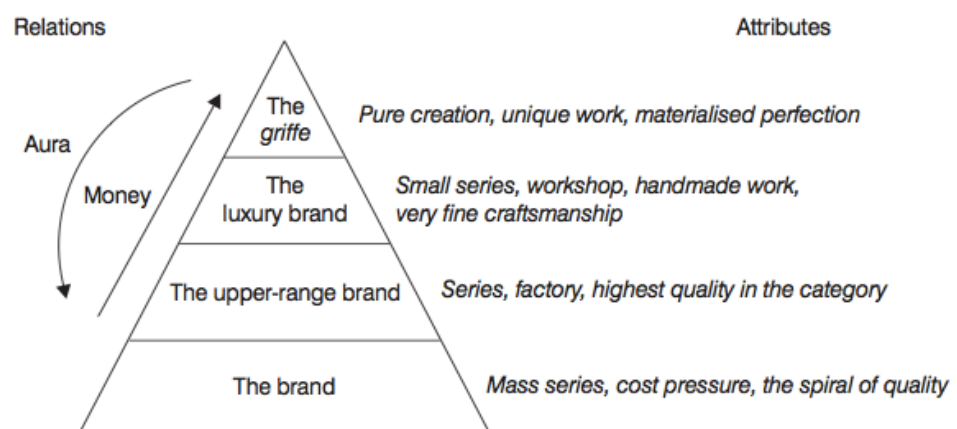 Relations
Attributes
The
griffe
Pure creation, unique work, materialised perfection
Aura
Money
The
luxury brand
Small series, workshop, handmade work,
very fine craftsmanship
The upper-range brand
Series, factory, highest quality in the category
The brand
Mass series, cost pressure, the spiral of quality